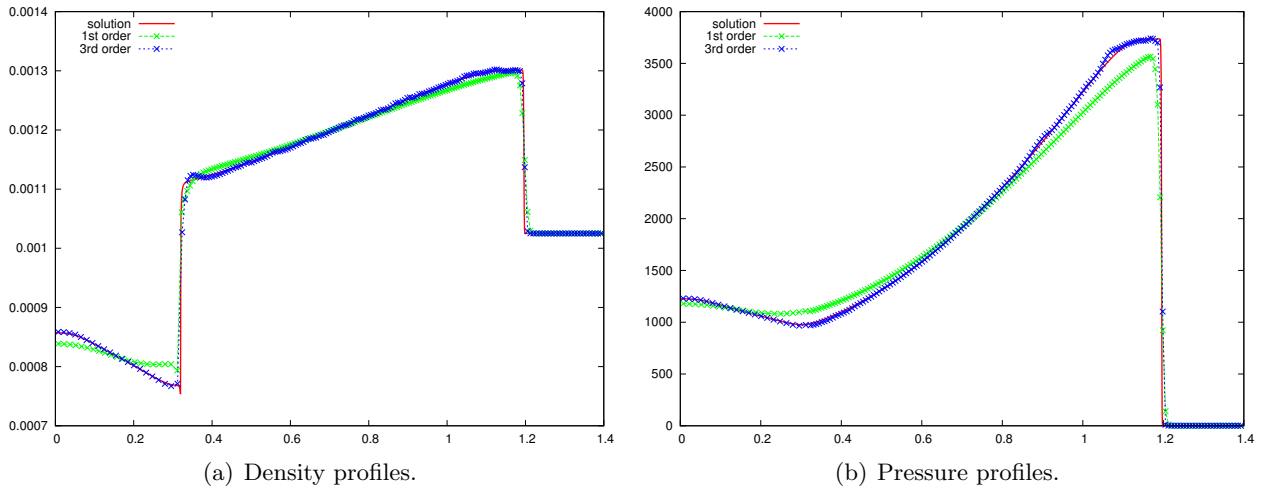 0.0014
0.0013
0.0012
0.0011
0.001
0.0009
0.0008
0.0007
0 0.2 0.4 0.6 0.8 1 1.2 1.4
solution
1st order
3rd order
(a) Density profiles.
4000
3500
3000
2500
2000
1500
1000
500
0
0 0.2 0.4 0.6 0.8 1 1.2 1.4
solution
1st order
3rd order
(b) Pressure profiles.